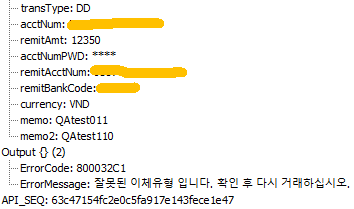 transType: DD
acctNum:
remitAmt: 12350
acctNumPWD: ****
remitAcctNum:
remitBankCode:
currency: VND
memo: QAtest011
memo2: QAtest110
Output {} (2)
ErrorCode: 800032C1
ErrorMessage: 잘못된 이체유형 입니다. 확인 후 다시 거래하십시오.
API_SEQ: 63c47154fc2e0c5fa917e143fece1e47